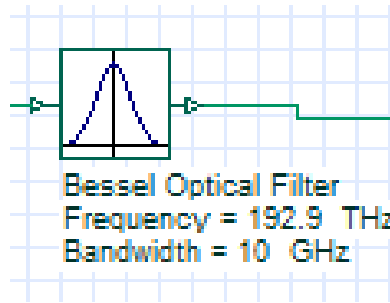 Bessel Optical Filter
Frequency = 192.9 THz
Bandwidth = 10 GHz